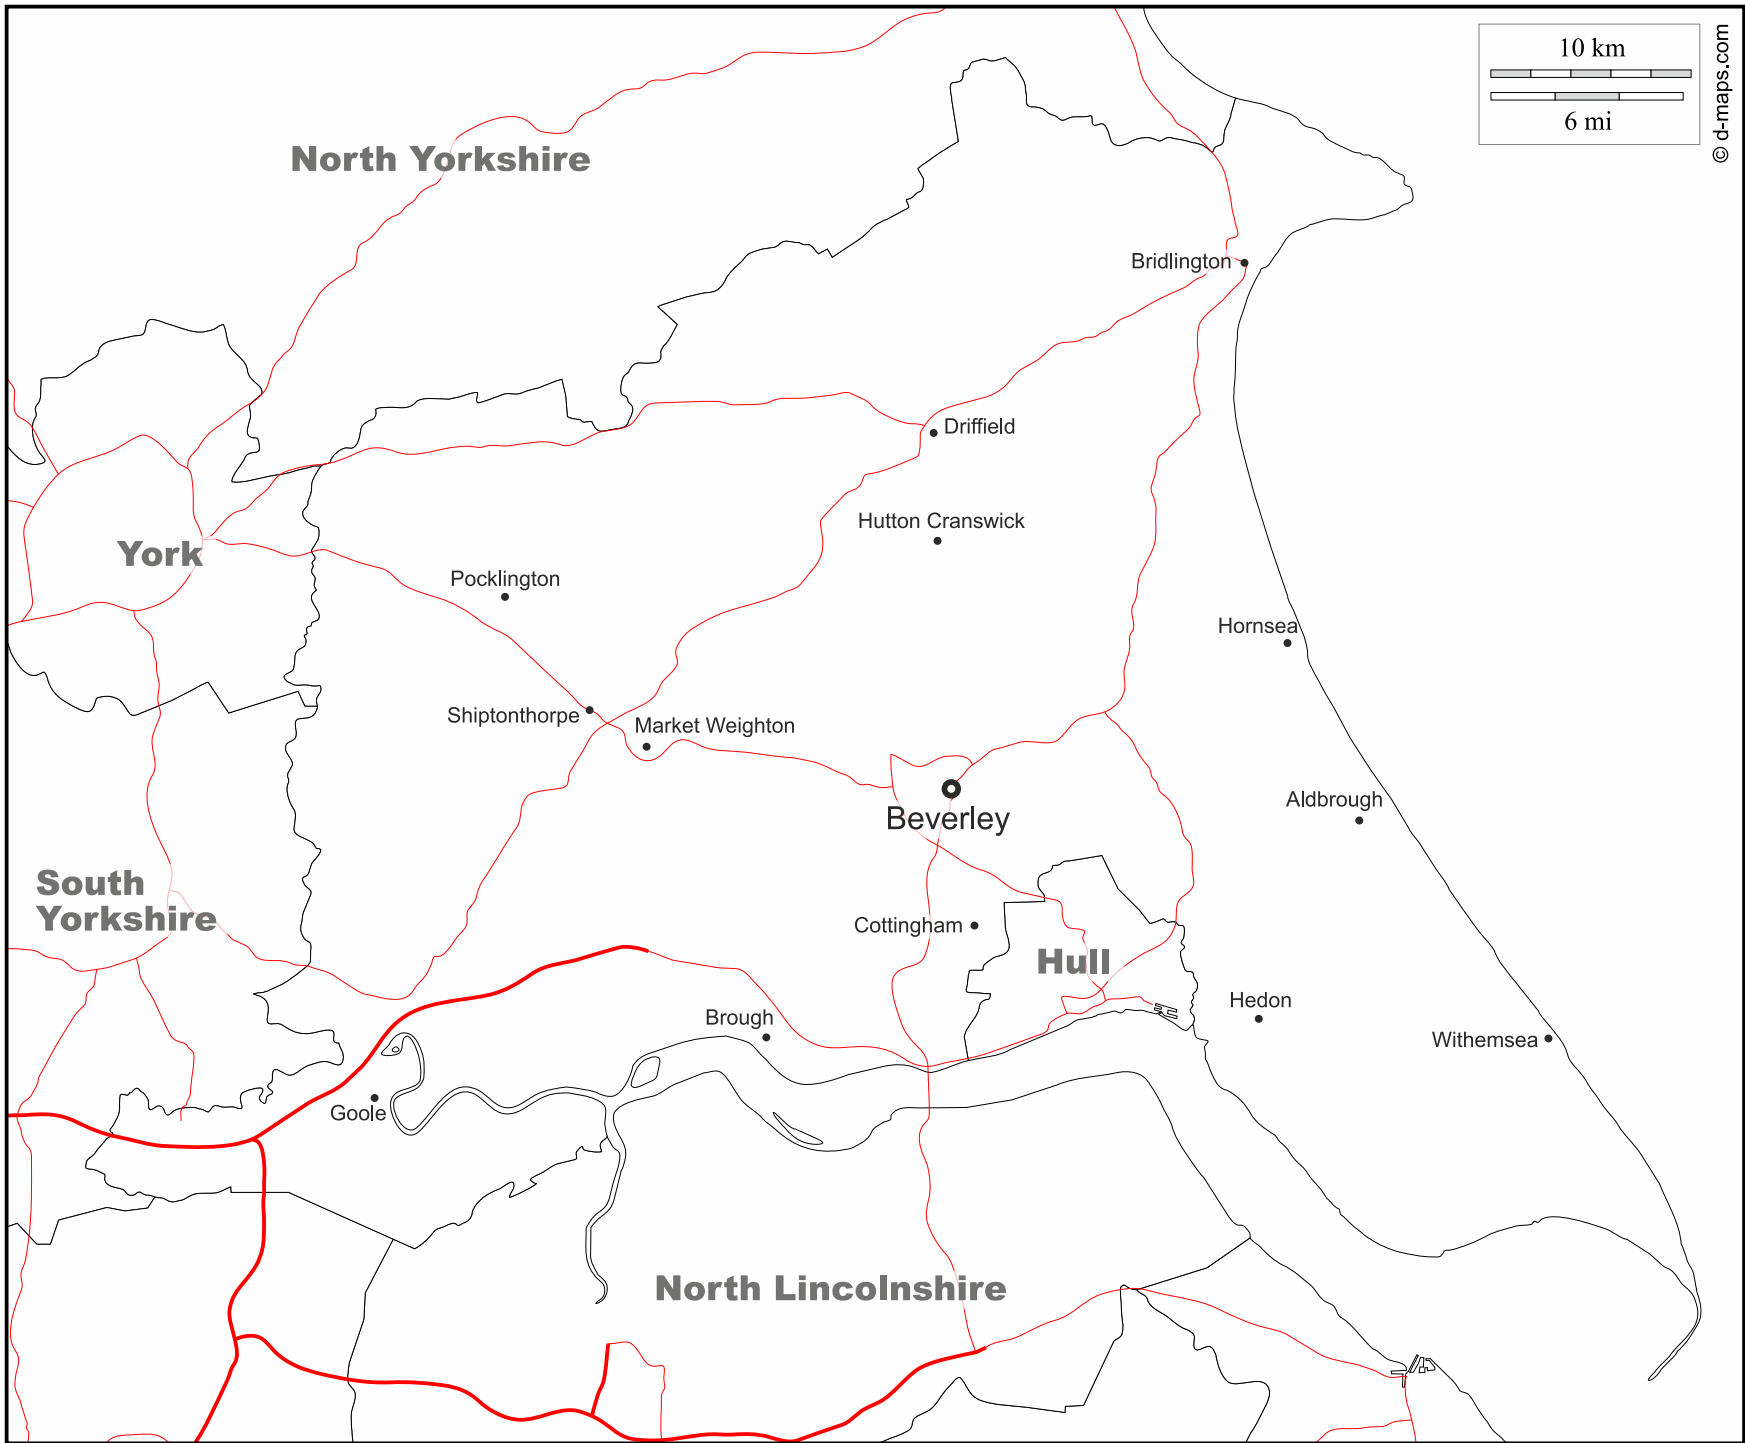 10 km
6 mi
© d-maps.com
North Yorkshire
Bridlington
Driffield
Hutton Cranswick
York
Pocklington
Hornsea
Shiptonthorpe
Market Weighton
Aldbrough
Beverley
South
Yorkshire
Cottingham
Hull
Hedon
Brough
Withemsea
Goole
North Lincolnshire